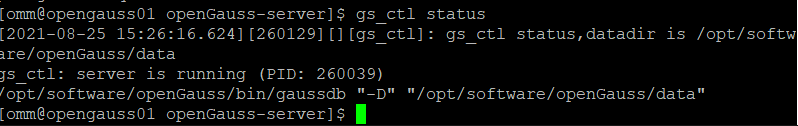 [omm@opengauss01 openGauss-server]$ gs_ctl status
[2021-08-25 15:26:16.624][260129][][gs_ctl]: gs_ctl status,datadir is /opt/softw
are/openGauss/data
gs_ctl: server is running (PID: 260039)
/opt/software/openGauss/bin/gaussdb "-D" "/opt/software/openGauss/data"
[omm@opengauss01 openGauss-server]$